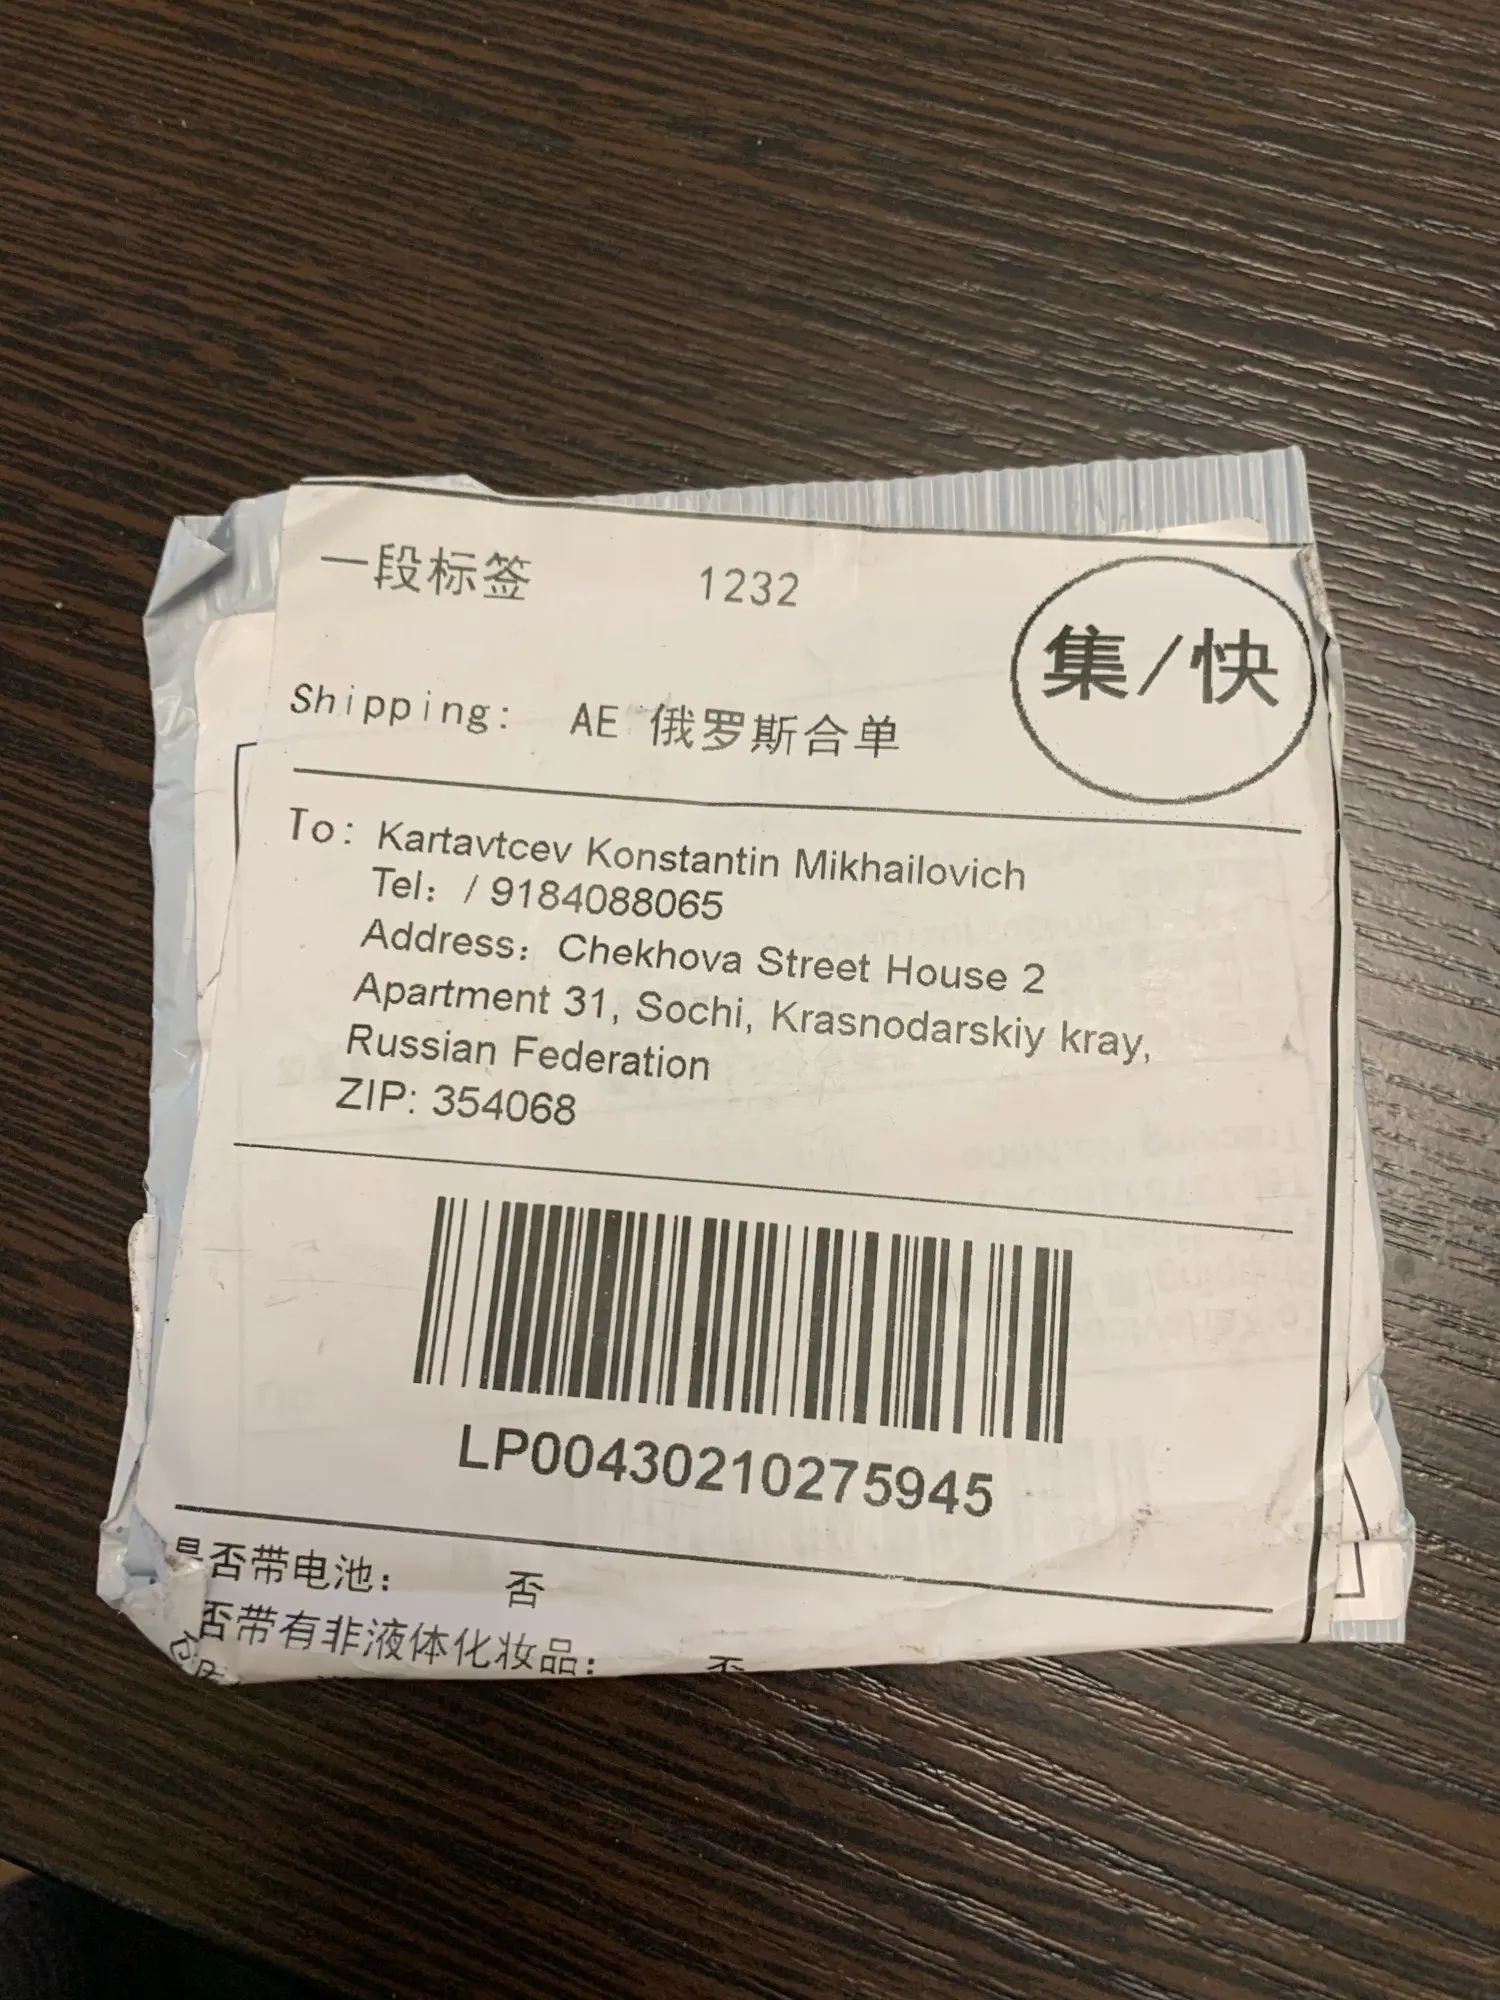 一段标签 1232
集/快
Shipping: AE 俄罗斯合单
To: Kartavtcev Konstantin Mikhailovich
Tel: / 9184088065
Address: Chekhova Street House 2
Apartment 31, Sochi, Krasnodarskiy kray,
Russian Federation
ZIP: 354068
LP00430210275945
是否带电池: 否
否带有非液体化妆品: 否